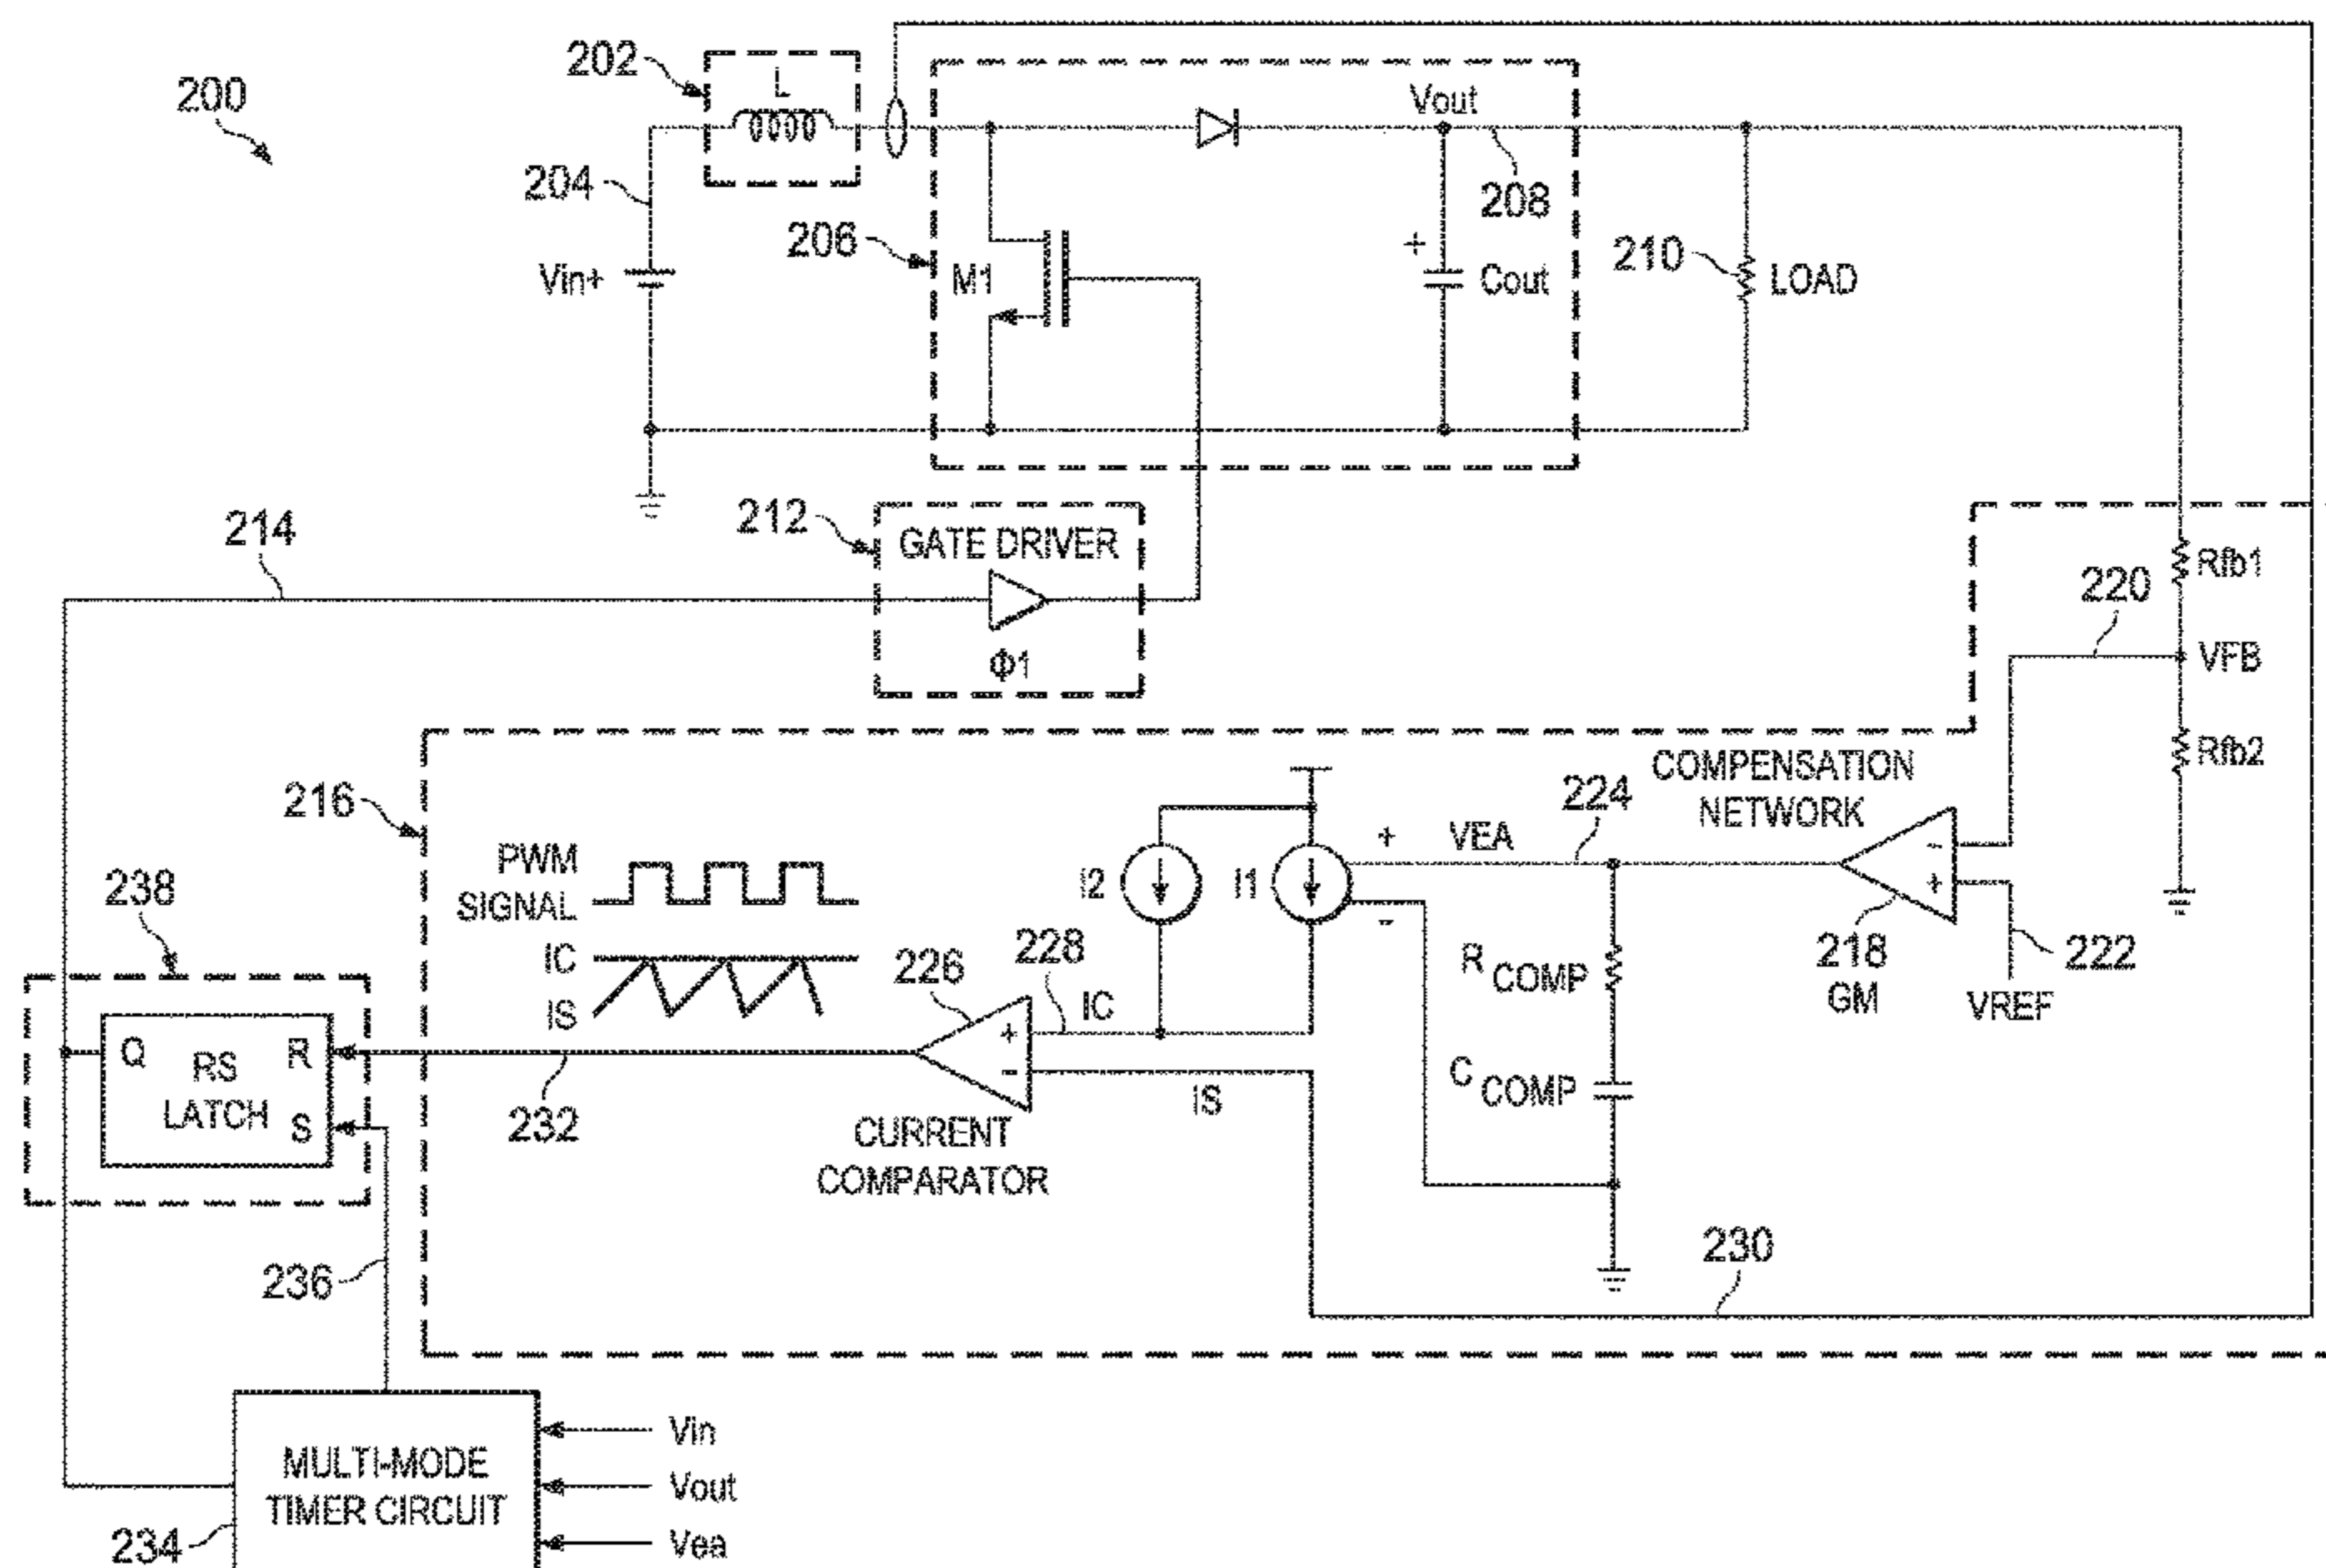 200
202
L
204
Vin+
206
M1
Vout
208
+
Cout
210
LOAD
214
212
GATE DRIVER
Φ1
220
Rfb1
VFB
Rfb2
216
COMPENSATION
NETWORK
224
+
VEA
-
I2
I1
-
+
218
GM
222
VREF
PWM
SIGNAL
IC
IS
226
228
IC
+
-
IS
R COMP
C COMP
CURRENT
COMPARATOR
232
230
238
Q
R
RS
LATCH
S
236
MULTI-MODE
TIMER CIRCUIT
234
Vin
Vout
Vea